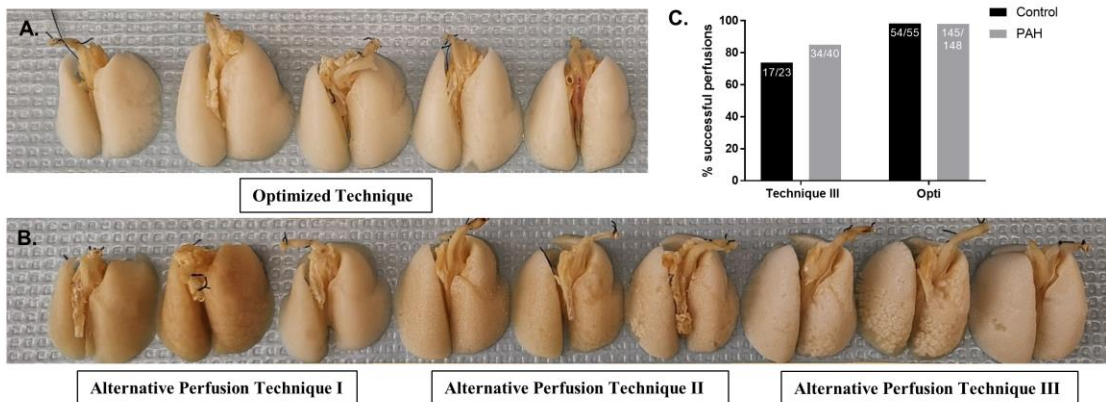 A.
Optimized Technique
C.
% successful perfusions
100
80
60
40
20
0
17/23
34/40
54/55
145/
148
Technique III
Opti
Control
PAH
B.
Alternative Perfusion Technique I
Alternative Perfusion Technique II
Alternative Perfusion Technique III